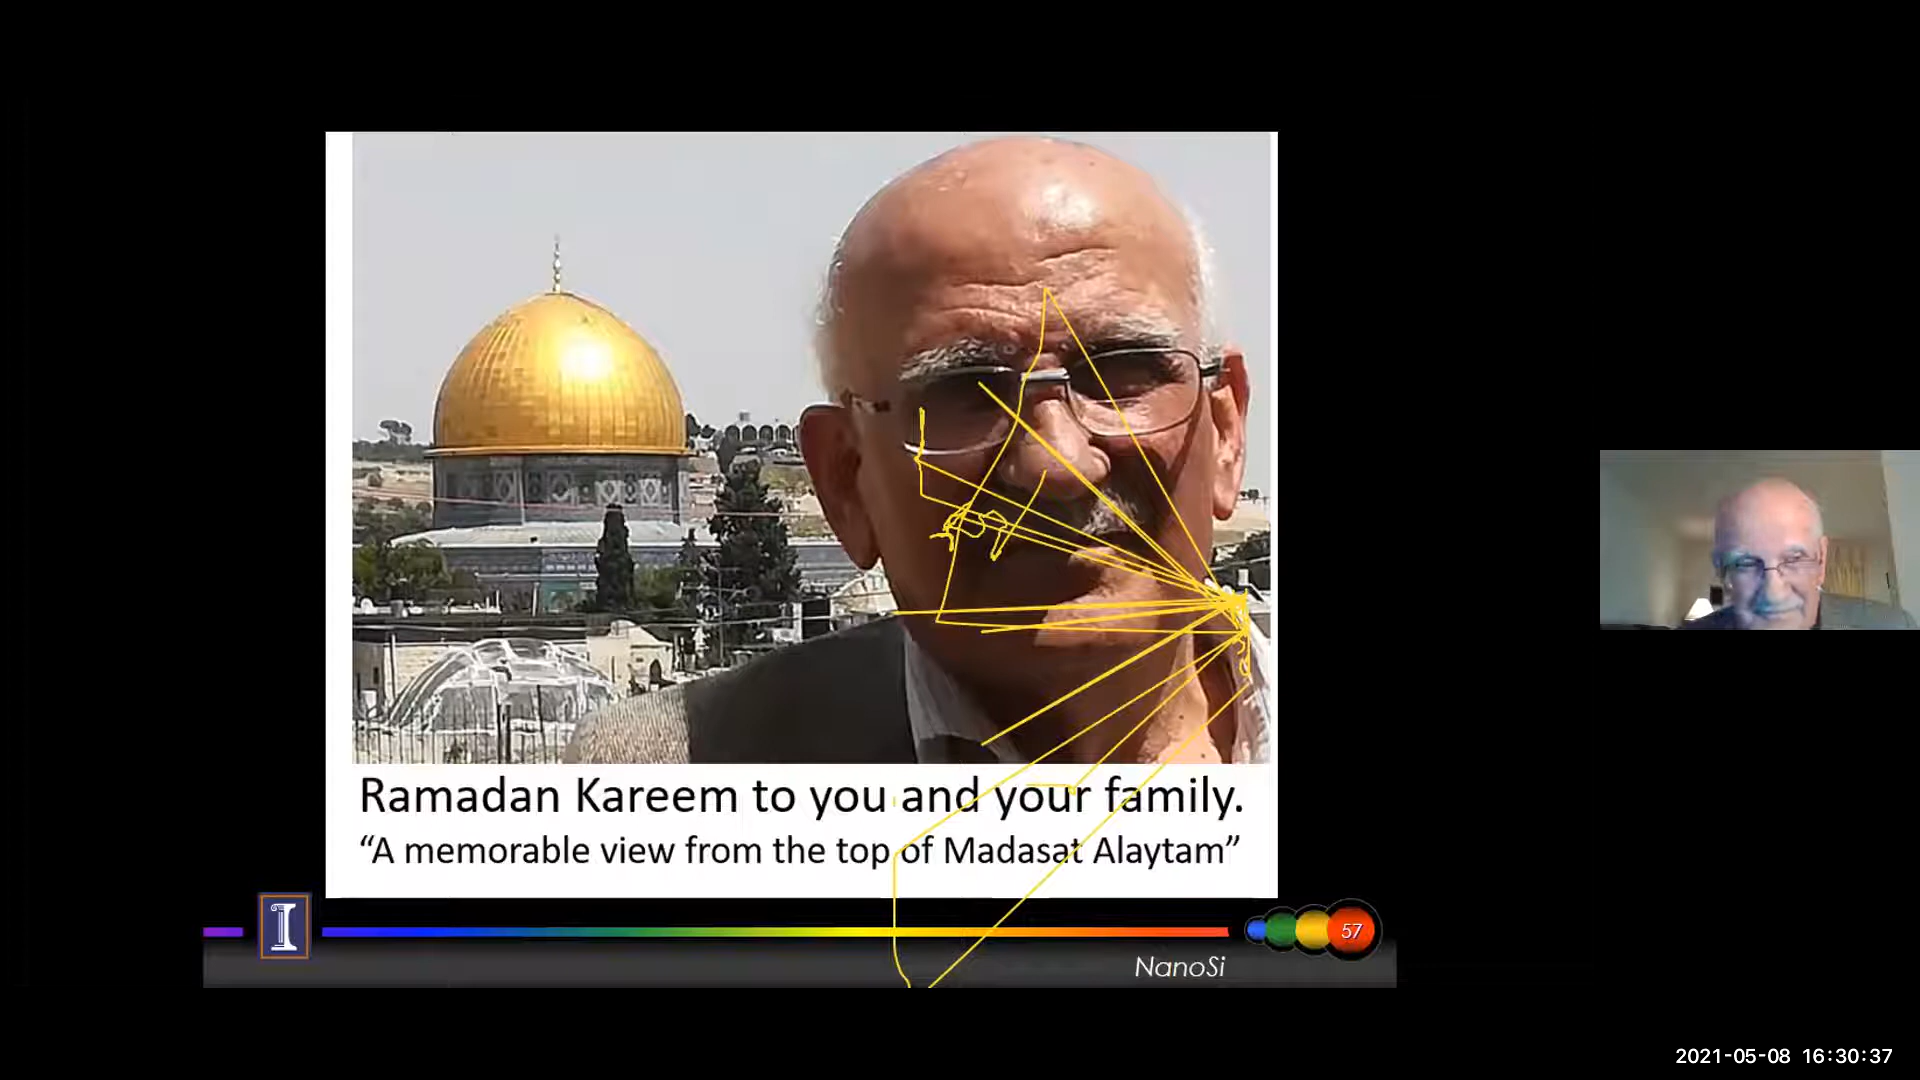 Ramadan Kareem to you and your family.
“A memorable view from the top of Madasat Alaytam”
I
57
NanoSi
2021-05-08 16:30:37